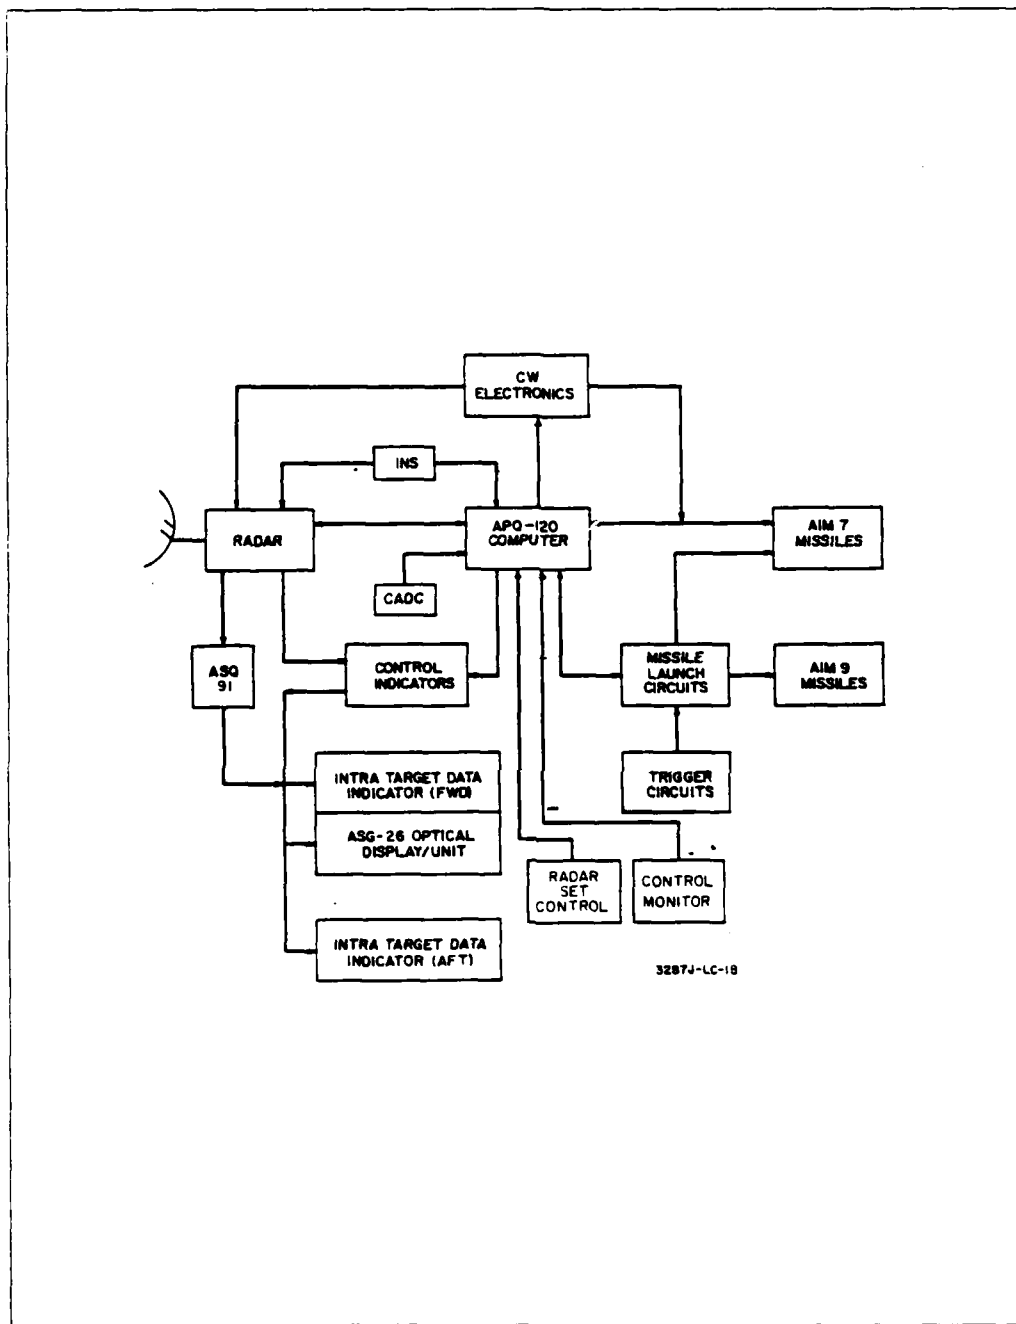 CW
ELECTRONICS
INS
RADAR
APQ-120
COMPUTER
AIM 7
MISSILES
CADC
ASQ
91
CONTROL
INDICATORS
MISSILE
LAUNCH
CIRCUITS
AIM 9
MISSILES
INTRA TARGET DATA
INDICATOR (FWD)
TRIGGER
CIRCUITS
ASG-26 OPTICAL
DISPLAY/UNIT
RADAR
SET
CONTROL
CONTROL
MONITOR
INTRA TARGET DATA
INDICATOR (AFT)
3287J-LC-18